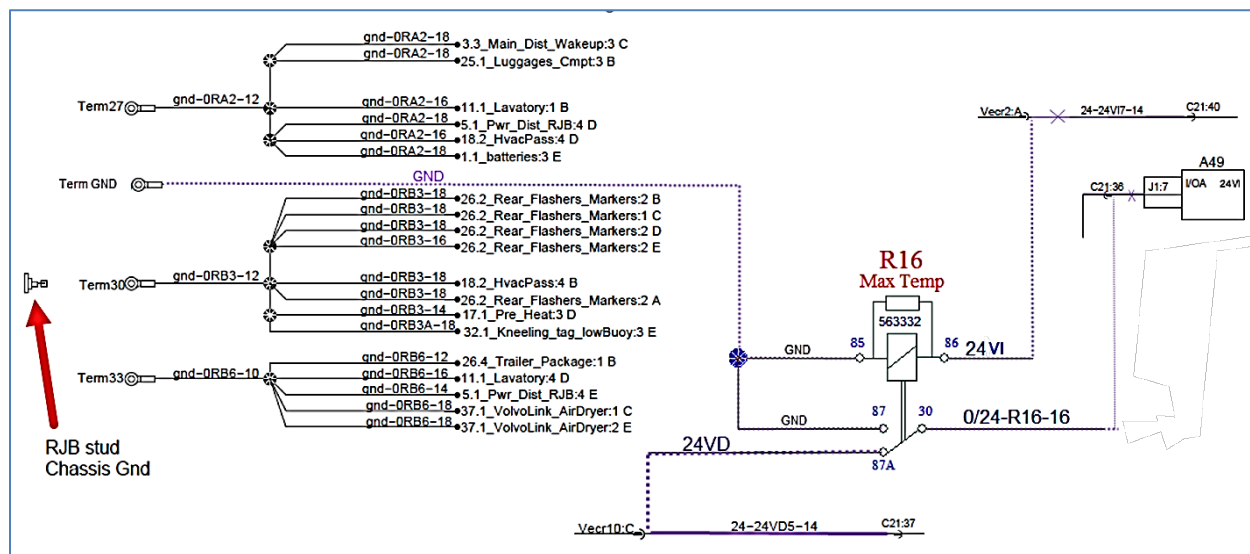 gnd-0RA2-18
3.3_Main_Dist_Wakeup:3 C
gnd-0RA2-18
25.1_Luggages_Cmpt:3 B
Term27
gnd-0RA2-12
gnd-0RA2-16
11.1_Lavatory:1 B
gnd-0RA2-18
5.1_Pwr_Dist_RJB:4 D
gnd-0RA2-16
18.2_HvacPass:4 D
gnd-0RA2-18
1.1_batteries:3 E
Term GND
GND
gnd-0RB3-18
26.2_Rear_Flashers_Markers:2 B
gnd-0RB3-18
26.2_Rear_Flashers_Markers:1 C
gnd-0RB3-18
26.2_Rear_Flashers_Markers:2 D
gnd-0RB3-16
26.2_Rear_Flashers_Markers:2 E
Term30
gnd-0RB3-12
gnd-0RB3-18
18.2_HvacPass:4 B
gnd-0RB3-18
26.2_Rear_Flashers_Markers:2 A
gnd-0RB3-14
17.1_Pre_Heat:3 D
gnd-0RB3A-18
32.1_Kneeling_tag_lowBuoy:3 E
Term33
gnd-0RB6-10
gnd-0RB6-12
26.4_Trailer_Package:1 B
gnd-0RB6-16
11.1_Lavatory:4 D
gnd-0RB6-14
5.1_Pwr_Dist_RJB:4 E
gnd-0RB6-18
37.1_VolvoLink_AirDryer:1 C
gnd-0RB6-18
37.1_VolvoLink_AirDryer:2 E
RJB stud
Chassis Gnd
Vecr2:A
24-24VI7-14
C21:40
A49
C21:36
J1:7
I/OA
24VI
R16
Max Temp
563332
GND
85
86
24VI
GND
87
30
0/24-R16-16
24VD
87A
Vecr10:C
24-24VD5-14
C21:37